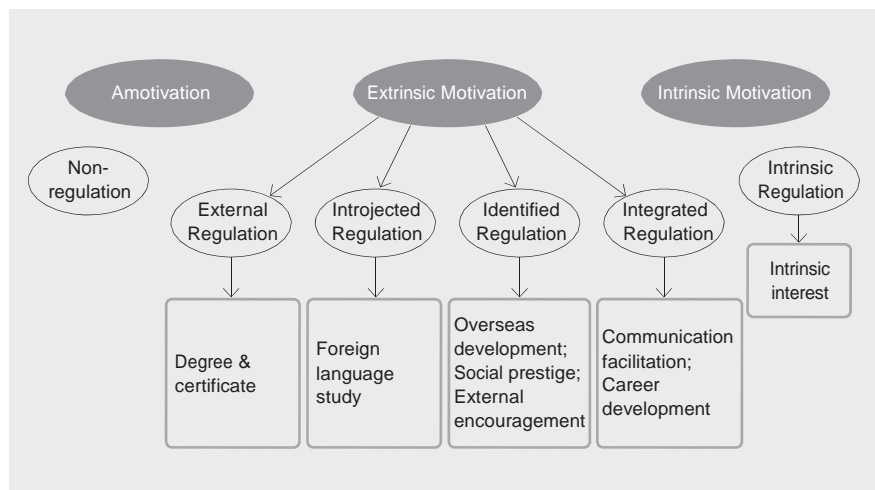 Amotivation
Extrinsic Motivation
Intrinsic Motivation
Non-
regulation
External
Regulation
Introjected
Regulation
Identified
Regulation
Integrated
Regulation
Intrinsic
Regulation
Degree &
certificate
Foreign
language
study
Overseas
development;
Social prestige;
External
encouragement
Communication
facilitation;
Career
development
Intrinsic
interest